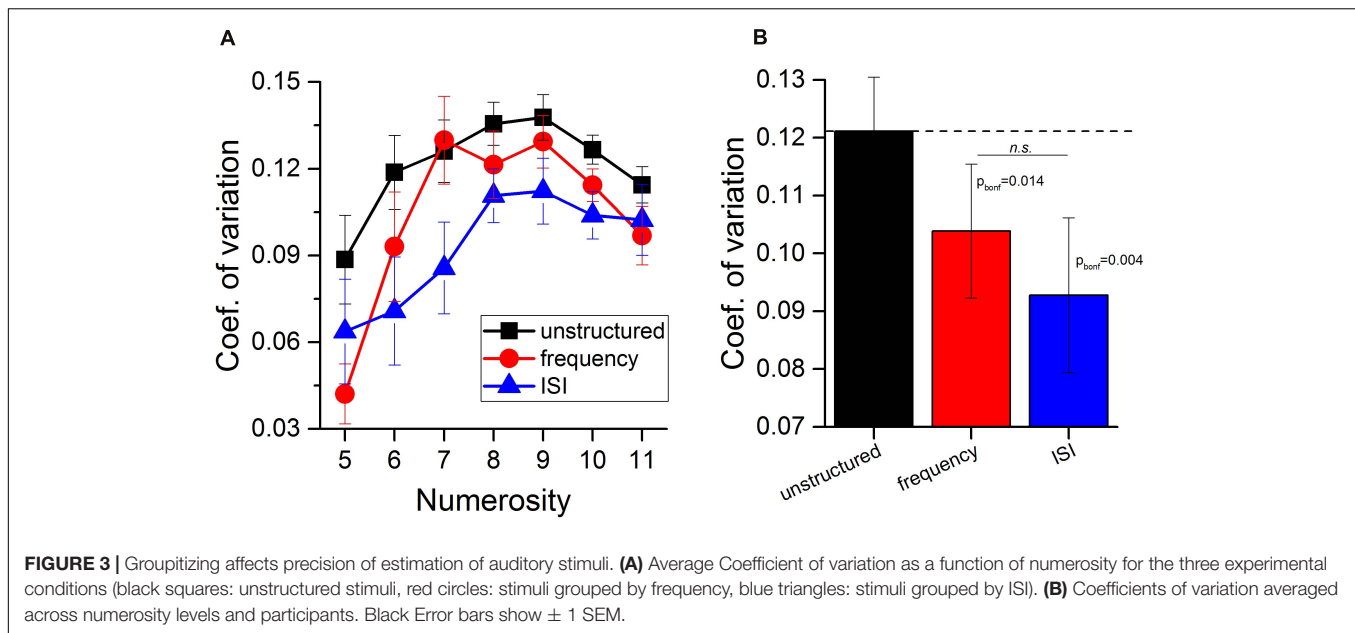 A
Coef. of variation
0.15
0.12
0.09
0.06
0.03
unstructured
frequency
ISI
5 6 7 8 9 10 11
Numerosity
B
Coef. of variation
0.13
0.12
0.11
0.10
0.09
0.08
0.07
n.s.
pbonf=0.014
pbonf=0.004
unstructured
frequency
ISI
FIGURE 3 | Groupitizing affects precision of estimation of auditory stimuli. (A) Average Coefficient of variation as a function of numerosity for the three experimental
conditions (black squares: unstructured stimuli, red circles: stimuli grouped by frequency, blue triangles: stimuli grouped by ISI). (B) Coefficients of variation averaged
across numerosity levels and participants. Black Error bars show ± 1 SEM.